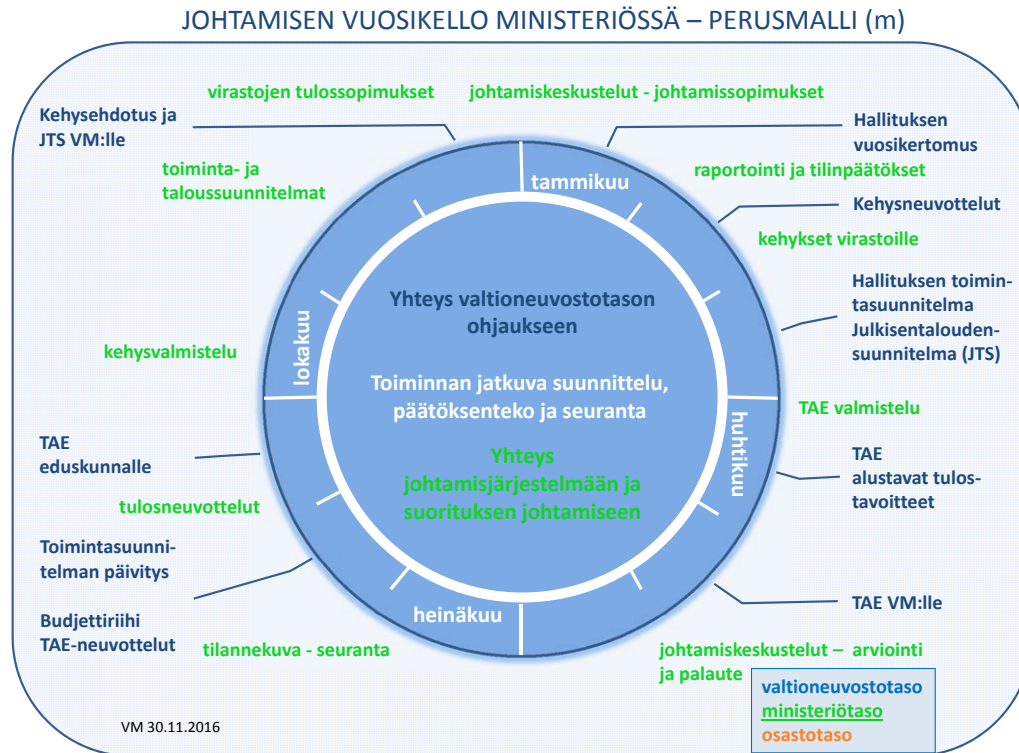 JOHTAMISEN VUOSIKELLO MINISTERIÖSSÄ – PERUSMALLI (m)
virastojen tulossopimukset
johtamiskeskustelut - johtamissopimukset
Kehysehdotus ja
JTS VM:lle
Hallituksen
vuosikertomus
toiminta- ja
taloussuunnitelmat
tammikuu
raportointi ja tilinpäätökset
Kehysneuvottelut
kehykset virastoille
Hallituksen toimin-
tasuunnitelma
Julkisentalouden-
suunnitelma (JTS)
Yhteys valtioneuvostotason
ohjaukseen
lokakuu
kehysvalmistelu
Toiminnan jatkuva suunnittelu,
päätöksenteko ja seuranta
TAE valmistelu
huhtikuu
TAE
eduskunnalle
Yhteys
johtamisjärjestelmään ja
suorituksen johtamiseen
TAE
alustavat tulos-
tavoitteet
tulosneuvottelut
Toimintasuunni-
telman päivitys
TAE VM:lle
heinäkuu
Budjettiriihi
TAE-neuvottelut
tilannekuva - seuranta
johtamiskeskustelut – arviointi
ja palaute
valtioneuvostotaso
ministeriötaso
osastotaso
VM 30.11.2016